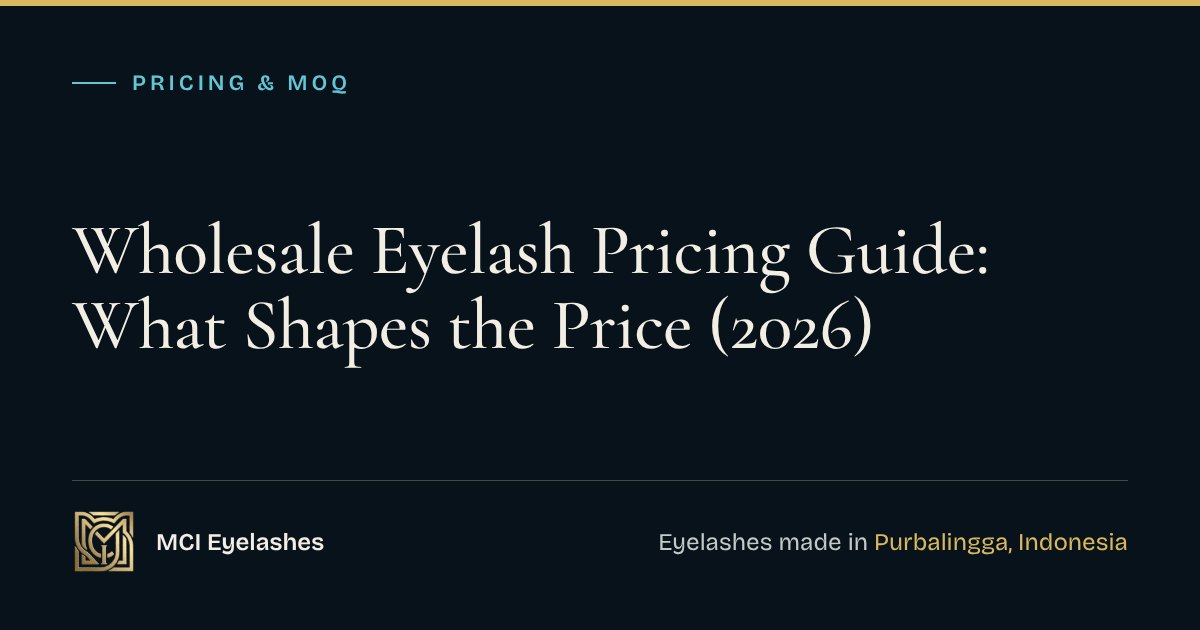 PRICING & MOQ
Wholesale Eyelash Pricing Guide:
What Shapes the Price (2026)
MCI Eyelashes
Eyelashes made in Purbalingga, Indonesia